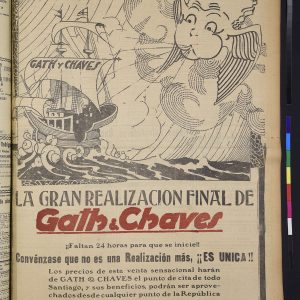 GATH Y CHAVES
LA GRAN REALIZACION FINAL DE
Gath & Chaves
¡¡Faltan 24 horas para que se inicie!!
Convénzase que no es una Realización más, ¡¡ES UNICA!!
Los precios de esta venta sensacional harán
de GATH & CHAVES el punto de cita de todo
Santiago, y sus beneficios, podrán ser aprove-
chados desde cualquier punto de la República